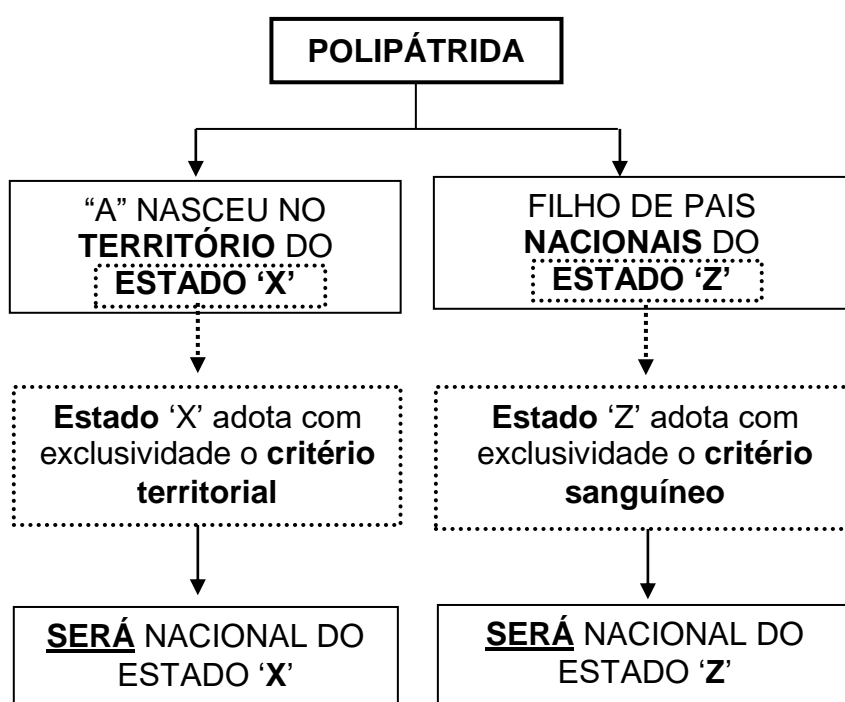 POLIPÁTRIDA
“A” NASCEU NO
TERRITÓRIO DO
ESTADO ‘X’
FILHO DE PAIS
NACIONAIS DO
ESTADO ‘Z’
Estado ‘X’ adota com
exclusividade o critério
territorial
Estado ‘Z’ adota com
exclusividade o critério
sanguíneo
SERÁ NACIONAL DO
ESTADO ‘X’
SERÁ NACIONAL DO
ESTADO ‘Z’